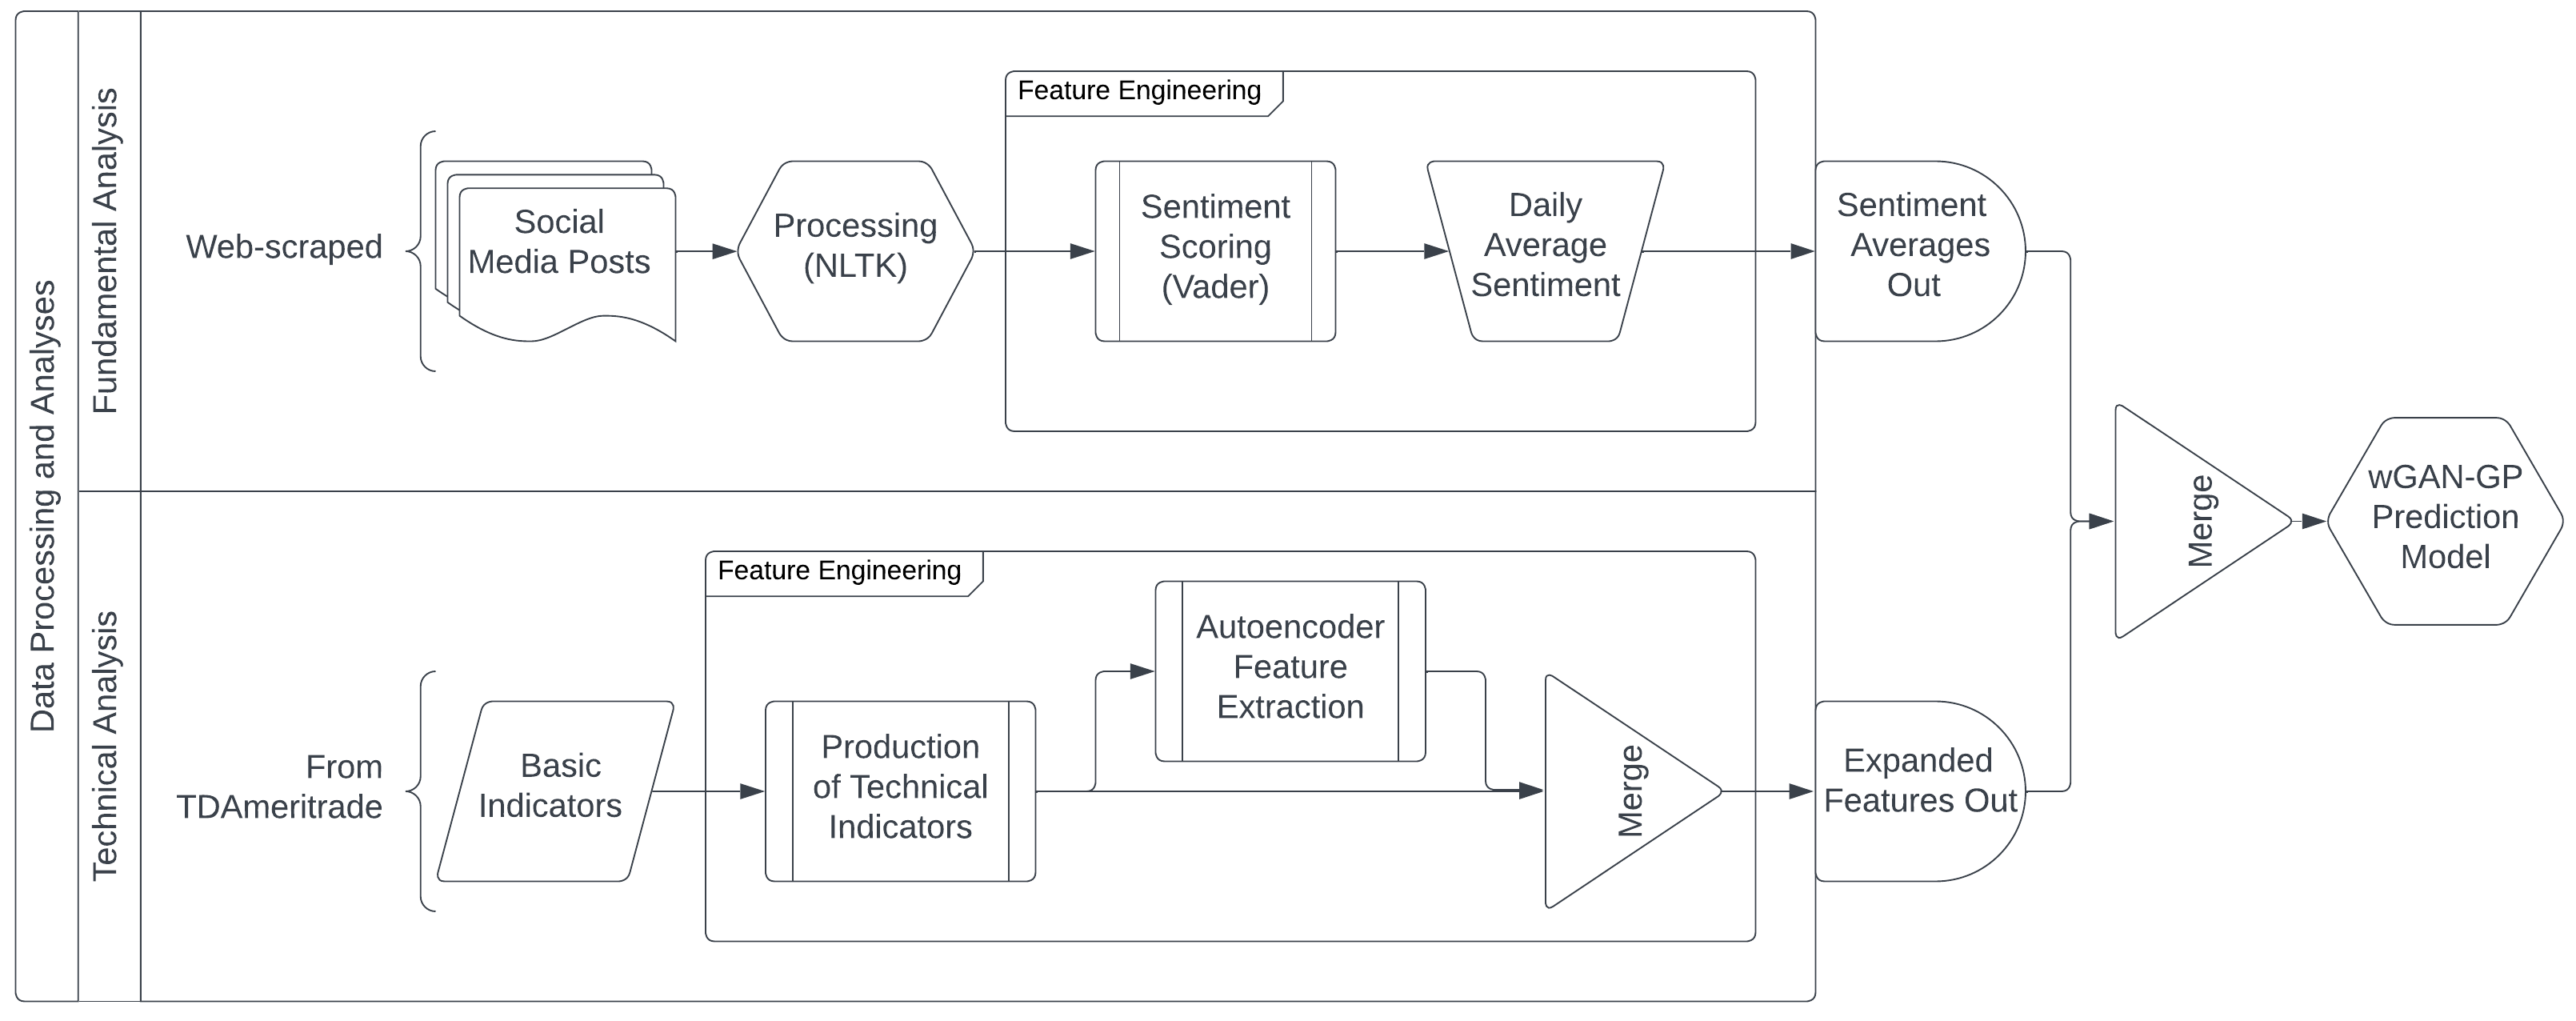 Data Processing and Analyses
Fundamental Analysis
Web-scraped
Social
Media Posts
Processing
(NLTK)
Feature Engineering
Sentiment
Scoring
(Vader)
Daily
Average
Sentiment
Sentiment
Averages
Out
Technical Analysis
From
TDAmeritrade
Basic
Indicators
Feature Engineering
Production
of Technical
Indicators
Autoencoder
Feature
Extraction
Merge
Expanded
Features Out
Merge
wGAN-GP
Prediction
Model